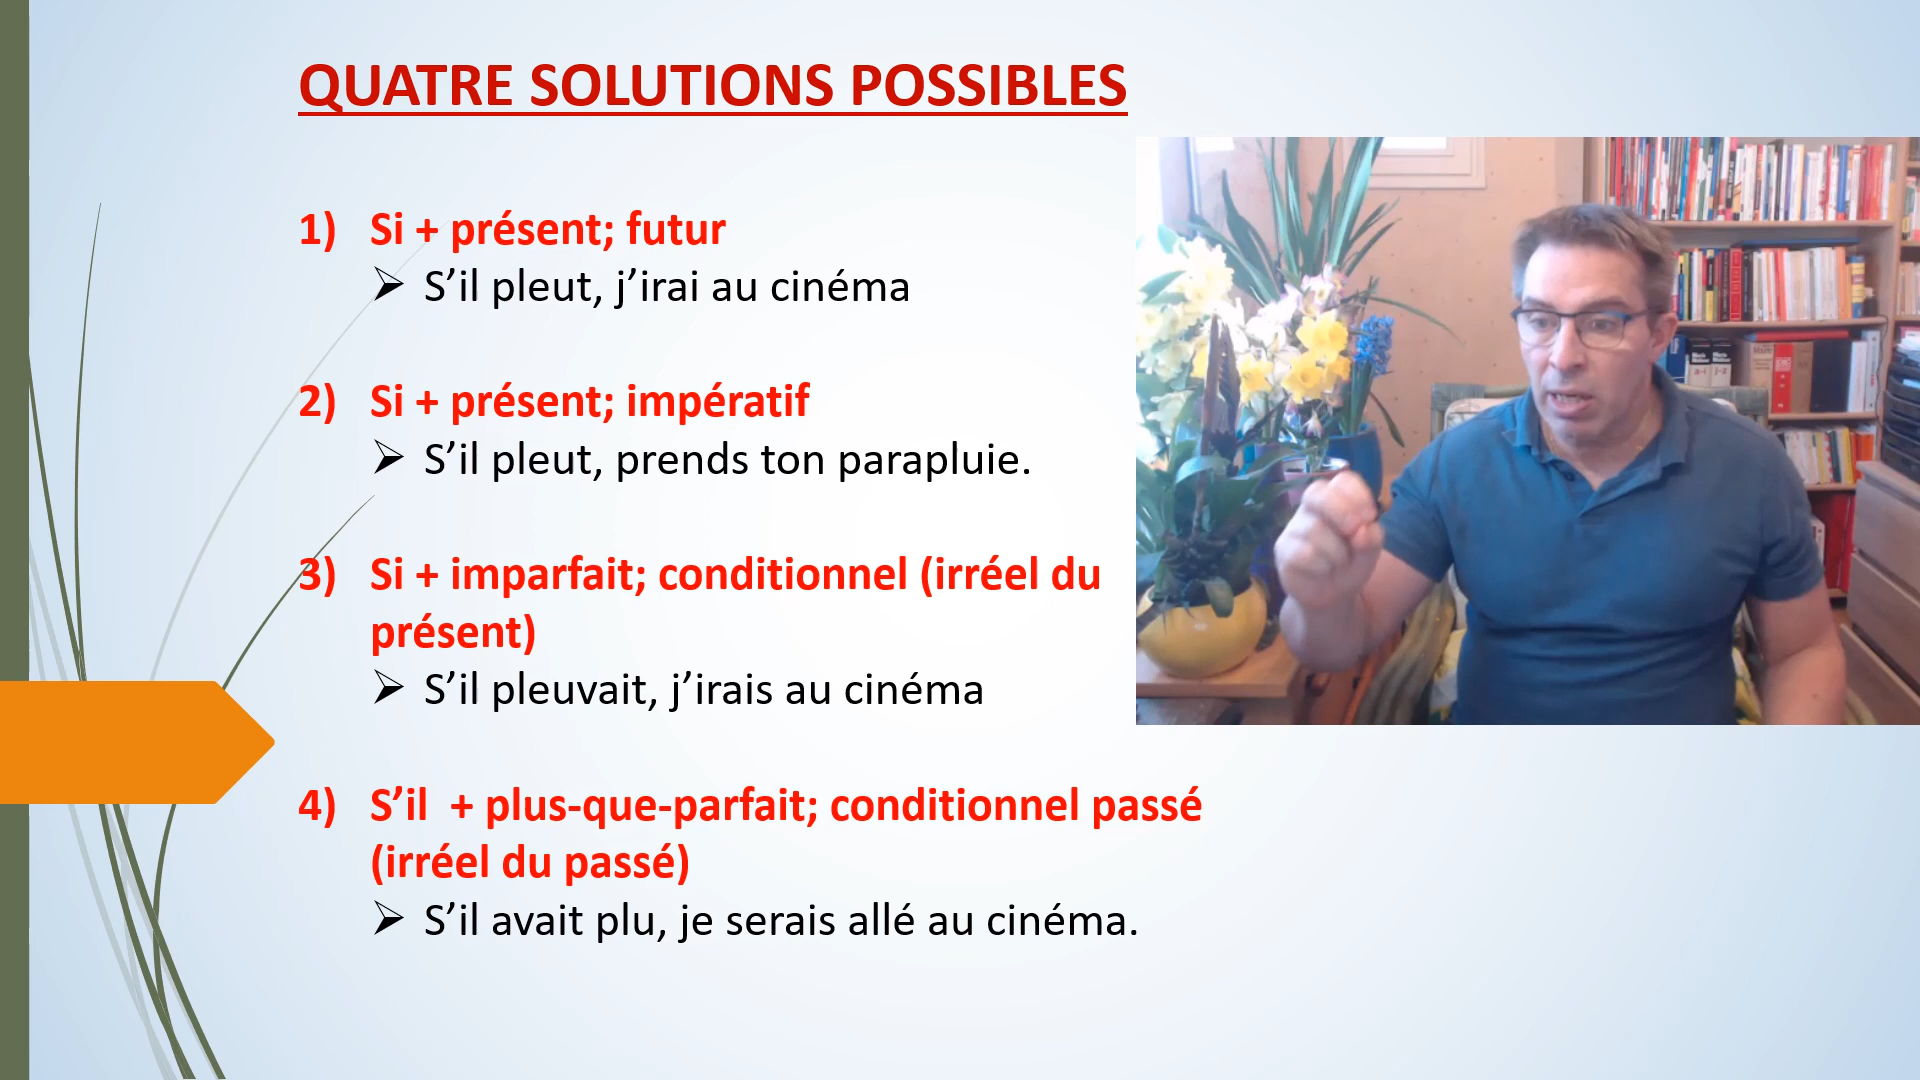 QUATRE SOLUTIONS POSSIBLES
1) Si + présent; futur
➢ S’il pleut, j’irai au cinéma
2) Si + présent; impératif
➢ S’il pleut, prends ton parapluie.
3) Si + imparfait; conditionnel (irréel du
présent)
➢ S’il pleuvait, j’irais au cinéma
4) S’il  + plus-que-parfait; conditionnel passé
(irréel du passé)
➢ S’il avait plu, je serais allé au cinéma.